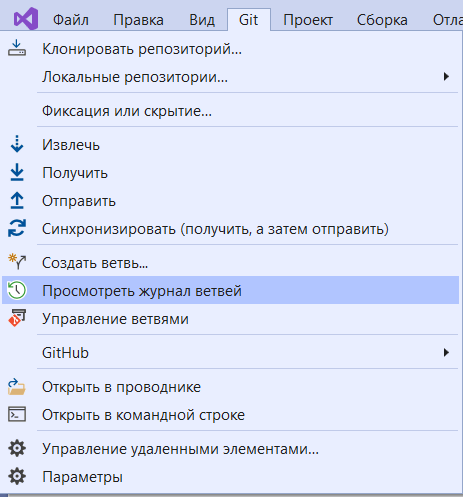 Файл Правка Вид Git Проект Сборка
Клонировать репозиторий...
Локальные репозитории...
Фиксация или скрытие...
Извлечь
Получить
Отправить
Синхронизировать (получить, а затем отправить)
Создать ветвь...
Просмотреть журнал ветвей
Управление ветвями
GitHub
Открыть в проводнике
Открыть в командной строке
Управление удаленными элементами...
Параметры